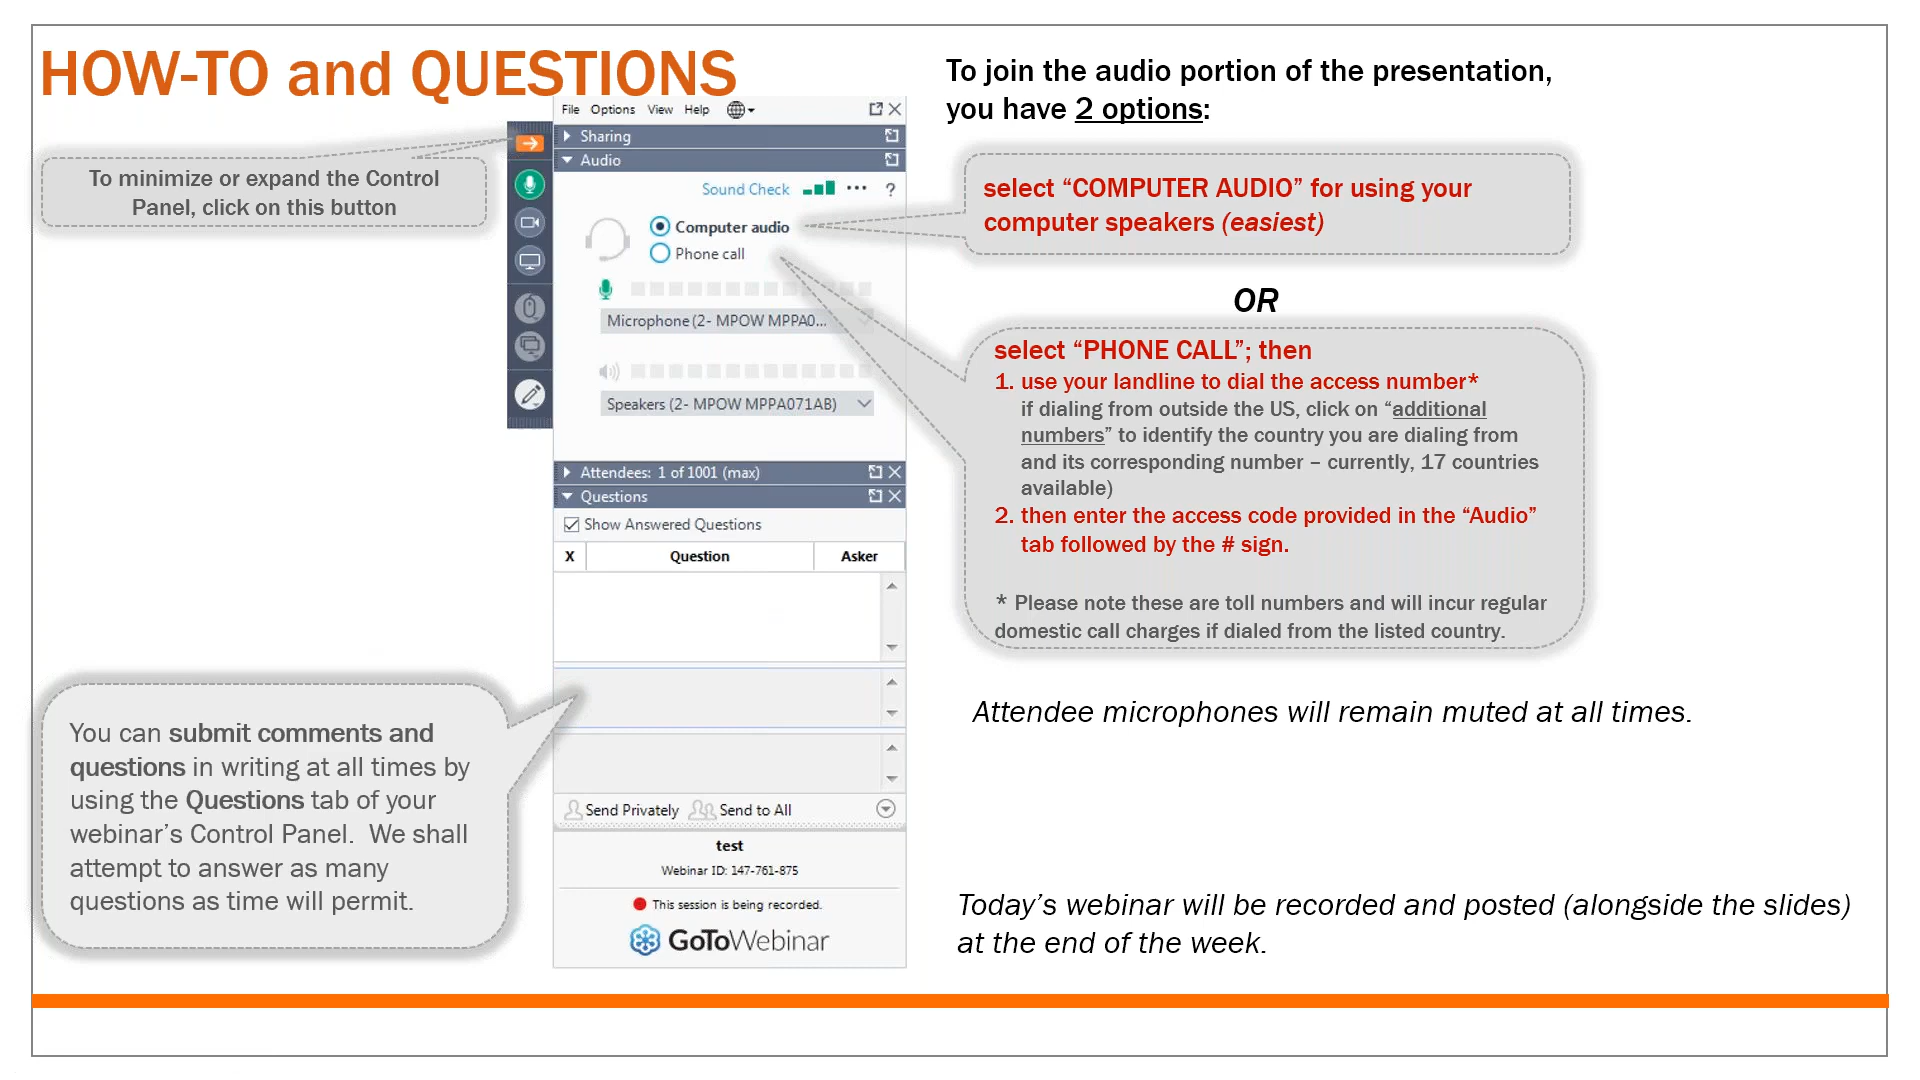 HOW-TO and QUESTIONS
To minimize or expand the Control
Panel, click on this button
File Options View Help
Sharing
Audio
Sound Check ?
Computer audio
Phone call
Microphone (2- MPOW MPPA0...
Speakers (2- MPOW MPPA071AB)
Attendees: 1 of 1001 (max)
Questions
Show Answered Questions
X Question Asker
Send Privately Send to All
test
Webinar ID: 147-761-875
This session is being recorded.
GoToWebinar
You can submit comments and
questions in writing at all times by
using the Questions tab of your
webinar’s Control Panel. We shall
attempt to answer as many
questions as time will permit.
To join the audio portion of the presentation,
you have 2 options:
select “COMPUTER AUDIO” for using your
computer speakers (easiest)
OR
select “PHONE CALL”; then
1. use your landline to dial the access number*
if dialing from outside the US, click on “additional
numbers” to identify the country you are dialing from
and its corresponding number – currently, 17 countries
available)
2. then enter the access code provided in the “Audio”
tab followed by the # sign.
* Please note these are toll numbers and will incur regular
domestic call charges if dialed from the listed country.
Attendee microphones will remain muted at all times.
Today’s webinar will be recorded and posted (alongside the slides)
at the end of the week.